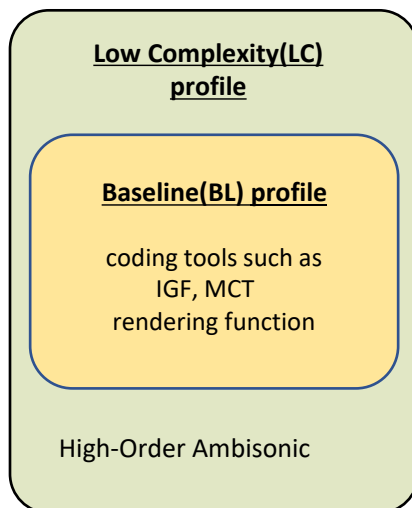 Low Complexity(LC)
profile
Baseline(BL) profile
coding tools such as
IGF, MCT
rendering function
High-Order Ambisonic